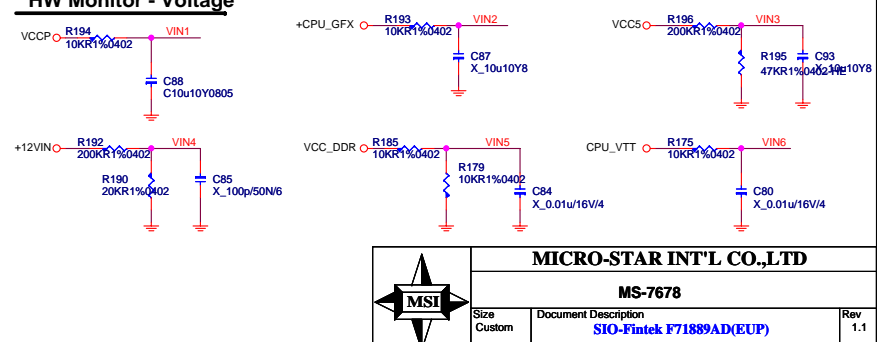 HW Monitor - Voltage
VCCP R194 VIN1
10KR1%0402
C88
C10u10Y0805
+CPU_GFX R193 VIN2
10KR1%0402
C87
X_10u10Y8
VCC5 R196 VIN3
200KR1%0402
R195 C93
47KR1%0402-HE X_10u10Y8
+12VIN R192 VIN4
200KR1%0402
R190 C85
20KR1%0402 X_100p/50N/6
VCC_DDR R185 VIN5
10KR1%0402
R179
10KR1%0402
C84
X_0.01u/16V/4
CPU_VTT R175 VIN6
10KR1%0402
C80
X_0.01u/16V/4
MSI
MICRO-STAR INT'L CO.,LTD
MS-7678
Size Document Description Rev
Custom SIO-Fintek F71889AD(EUP) 1.1